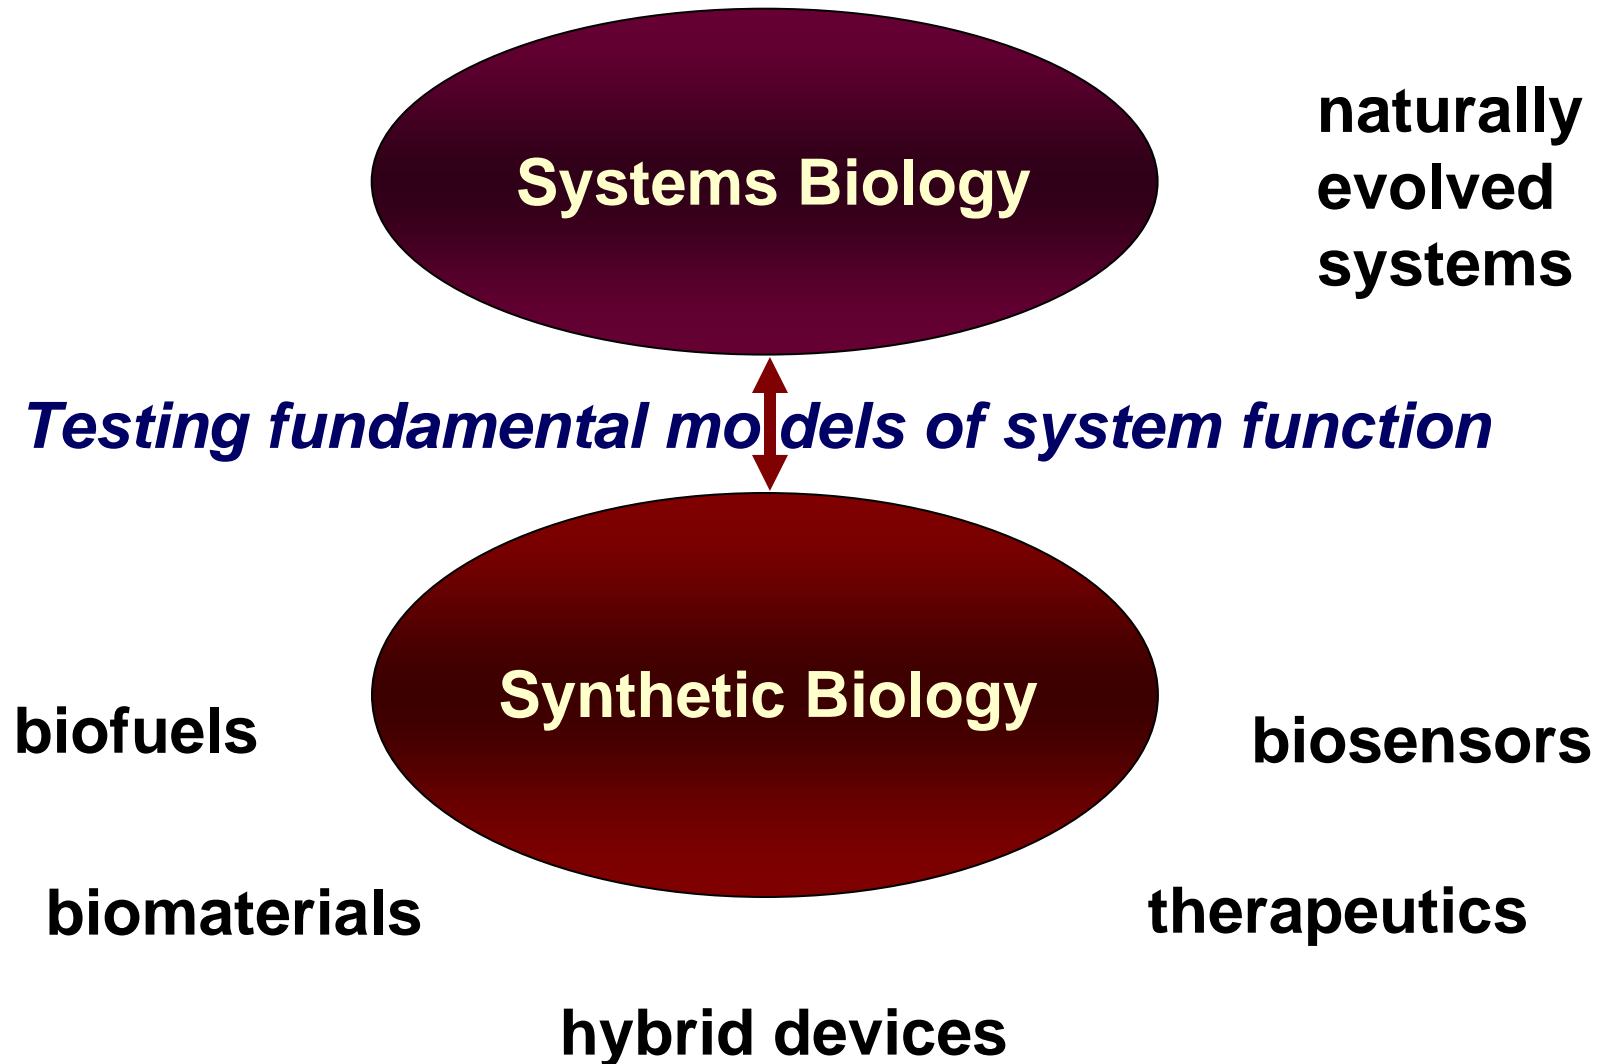 naturally
evolved
systems
Systems Biology
Testing fundamental models of system function
Synthetic Biology
biofuels
biosensors
biomaterials
therapeutics
hybrid devices